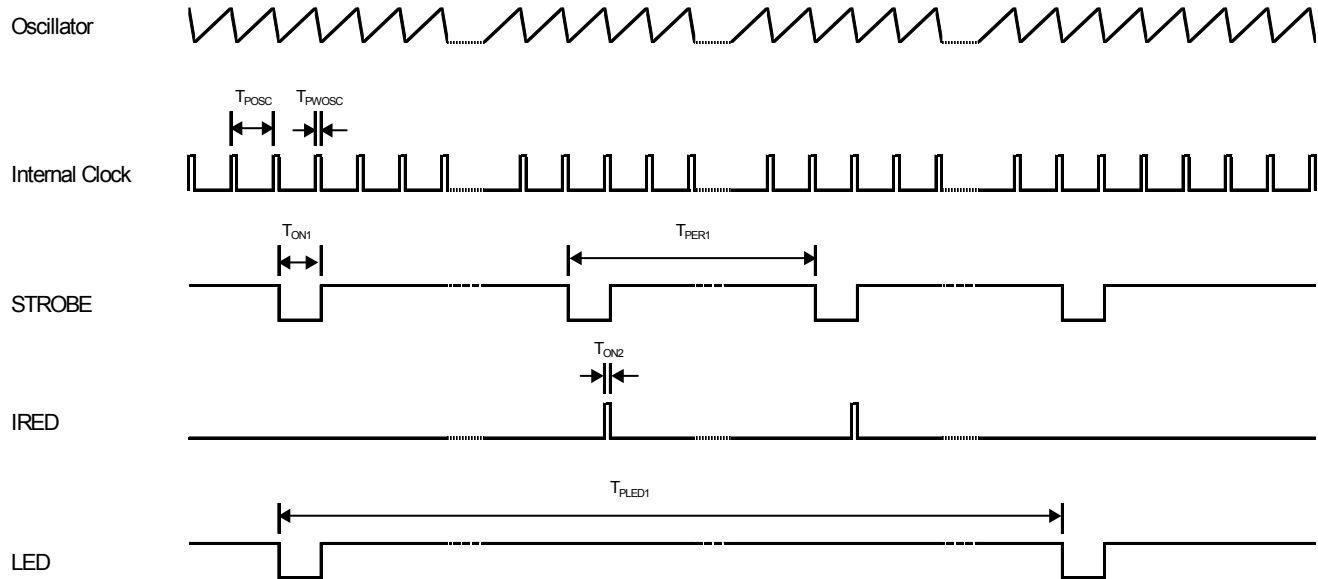 Oscillator
TPOSC TPWOSC
Internal Clock
TON1 TPER1
STROBE
TON2
IRED
TPLED1
LED